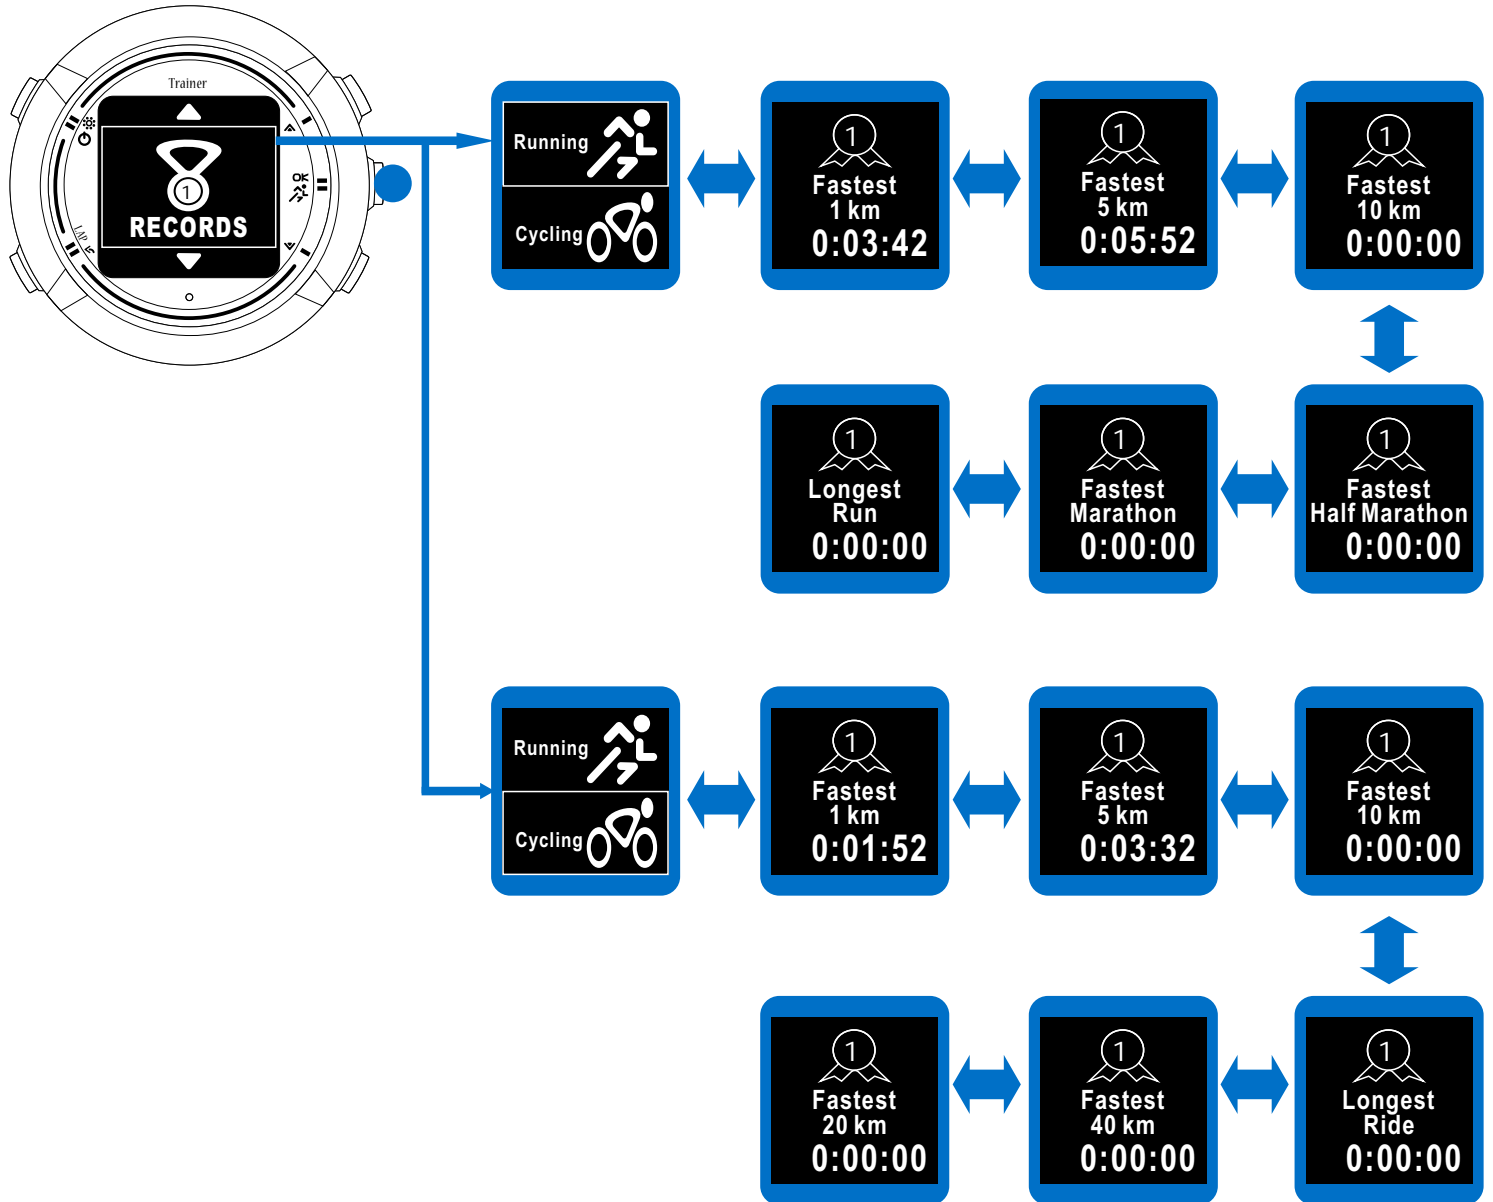 Trainer
OK
1
RECORDS
LAP
Running
Cycling
1
Fastest
1 km
0:03:42
1
Fastest
5 km
0:05:52
1
Fastest
10 km
0:00:00
1
Longest
Run
0:00:00
1
Fastest
Marathon
0:00:00
1
Fastest
Half Marathon
0:00:00
Running
Cycling
1
Fastest
1 km
0:01:52
1
Fastest
5 km
0:03:32
1
Fastest
10 km
0:00:00
1
Fastest
20 km
0:00:00
1
Fastest
40 km
0:00:00
1
Longest
Ride
0:00:00